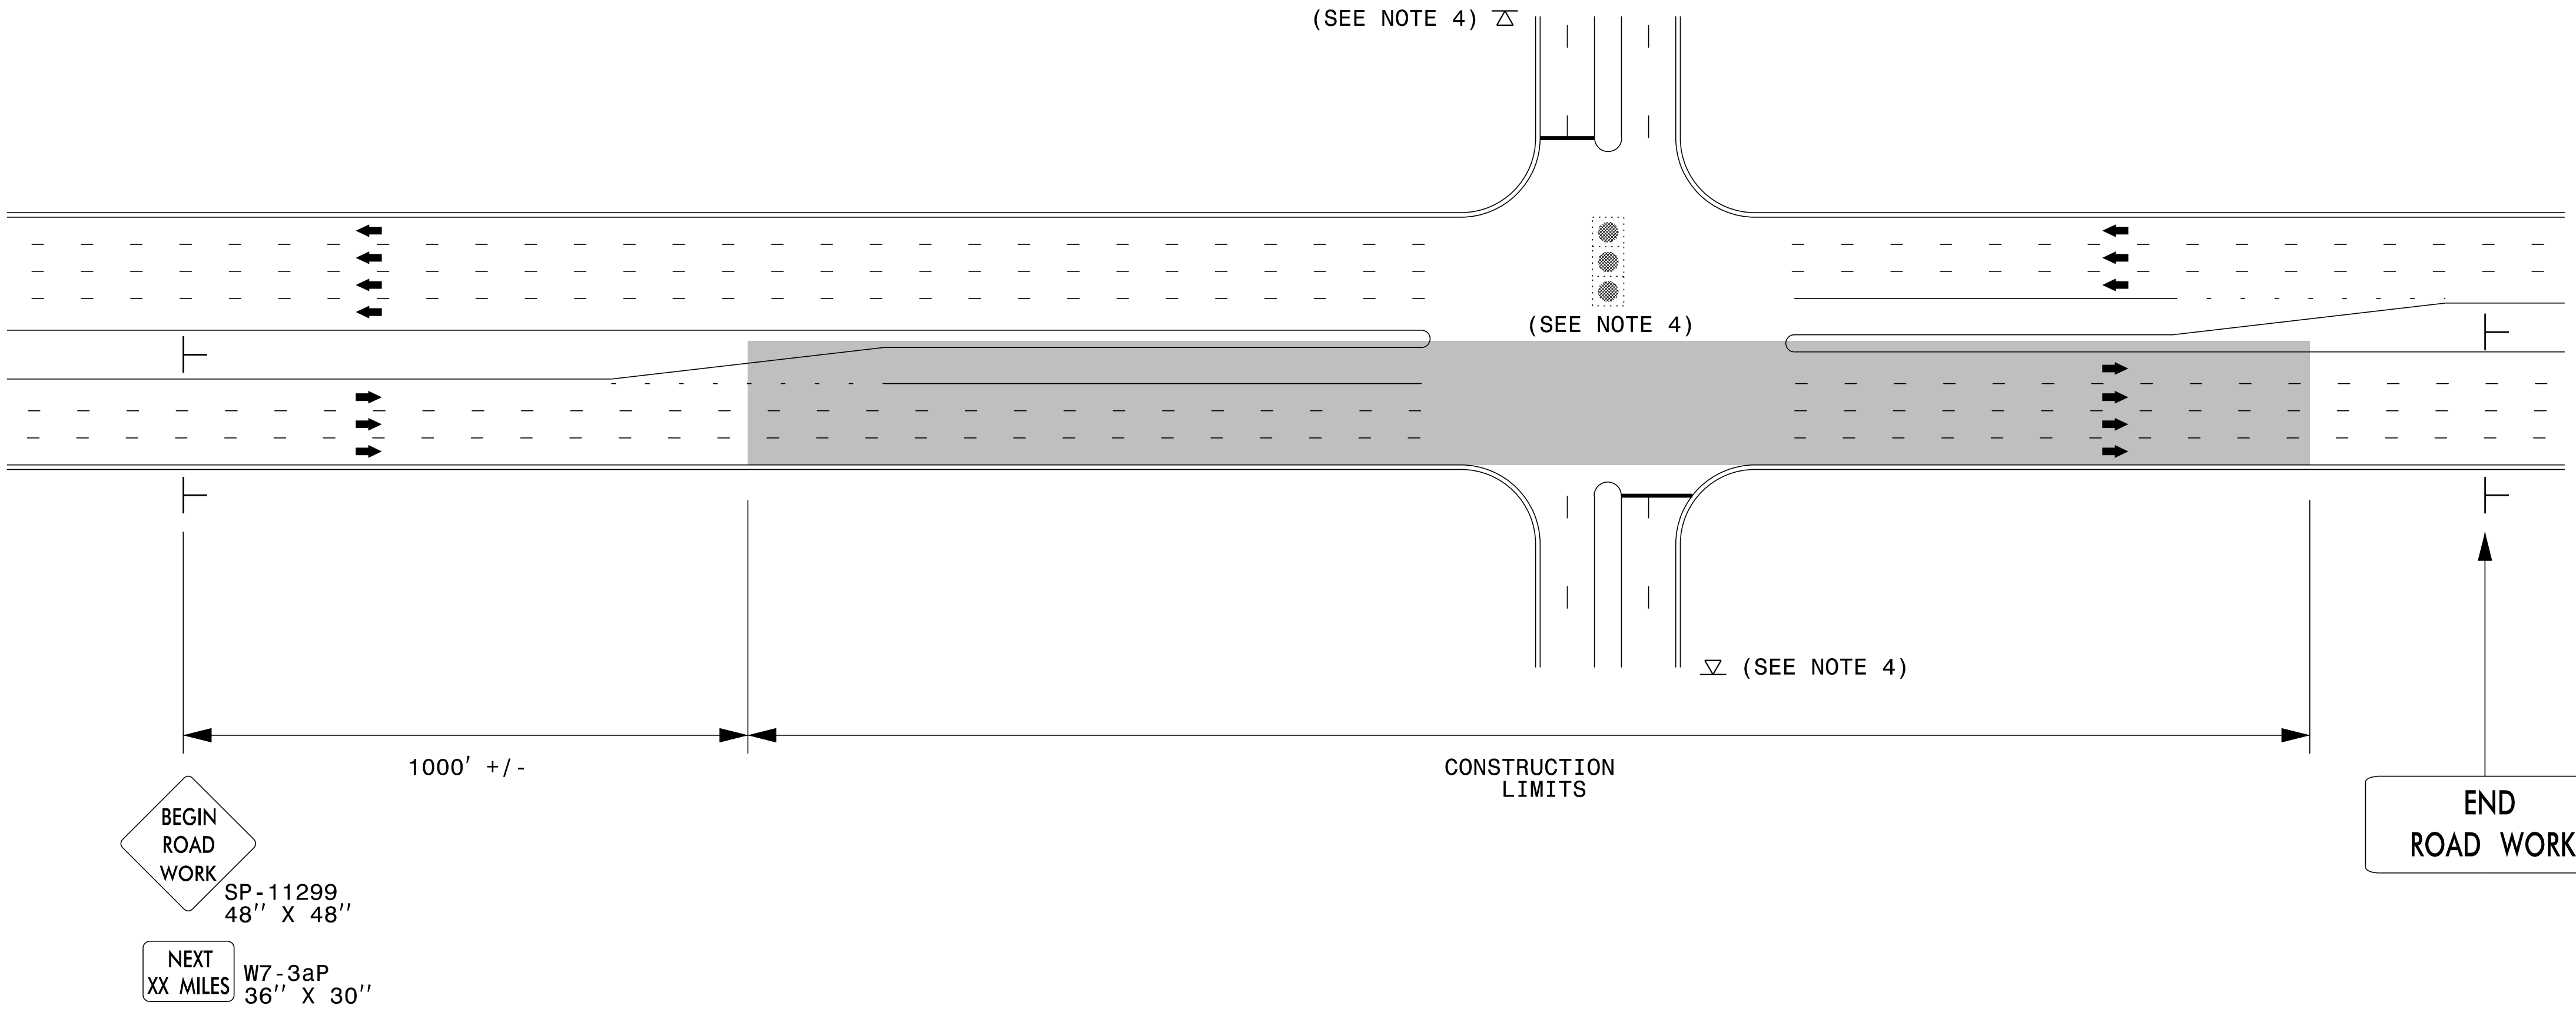 (SEE NOTE 4)
(SEE NOTE 4)
(SEE NOTE 4)
1000' +/-
CONSTRUCTION
LIMITS
BEGIN
ROAD
WORK
SP-11299
48'' X 48''
NEXT
XX MILES
W7-3aP
36'' X 30''
END
ROAD WORK